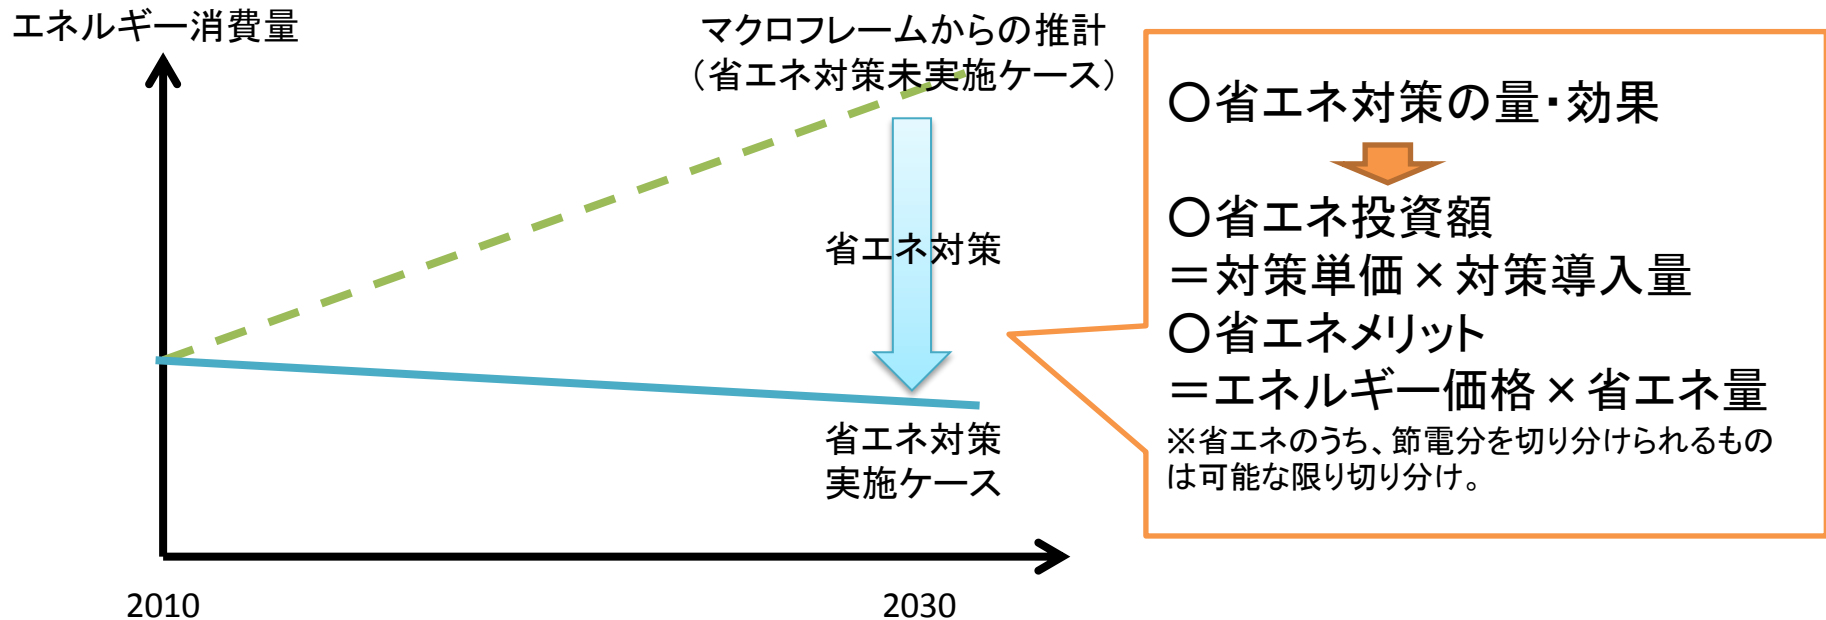 エネルギー消費量
マクロフレームからの推計
（省エネ対策未実施ケース）
省エネ対策
省エネ対策
実施ケース
2010
2030
〇省エネ対策の量・効果
〇省エネ投資額
＝対策単価×対策導入量
〇省エネメリット
＝エネルギー価格×省エネ量
※省エネのうち、節電分を切り分けられるもの
は可能な限り切り分け。